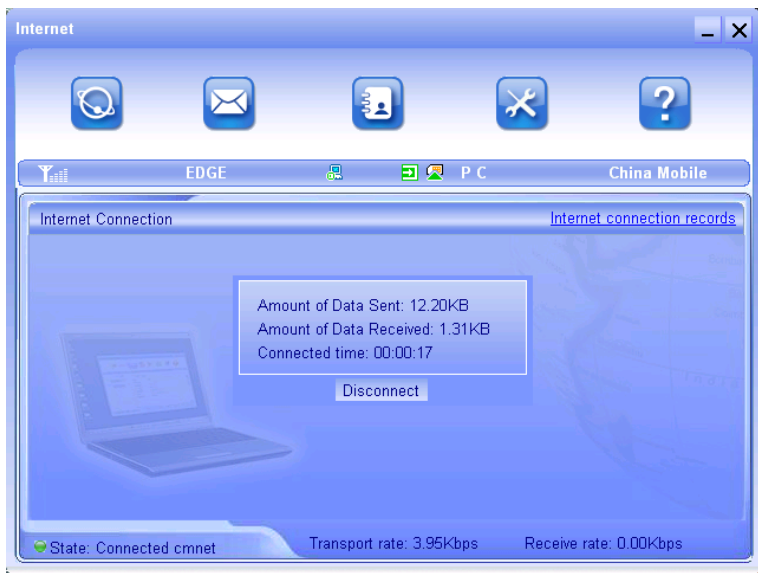 Internet
EDGE
P C
China Mobile
Internet Connection
Internet connection records
Amount of Data Sent: 12.20KB
Amount of Data Received: 1.31KB
Connected time: 00:00:17
Disconnect
State: Connected cmnet
Transport rate: 3.95Kbps
Receive rate: 0.00Kbps